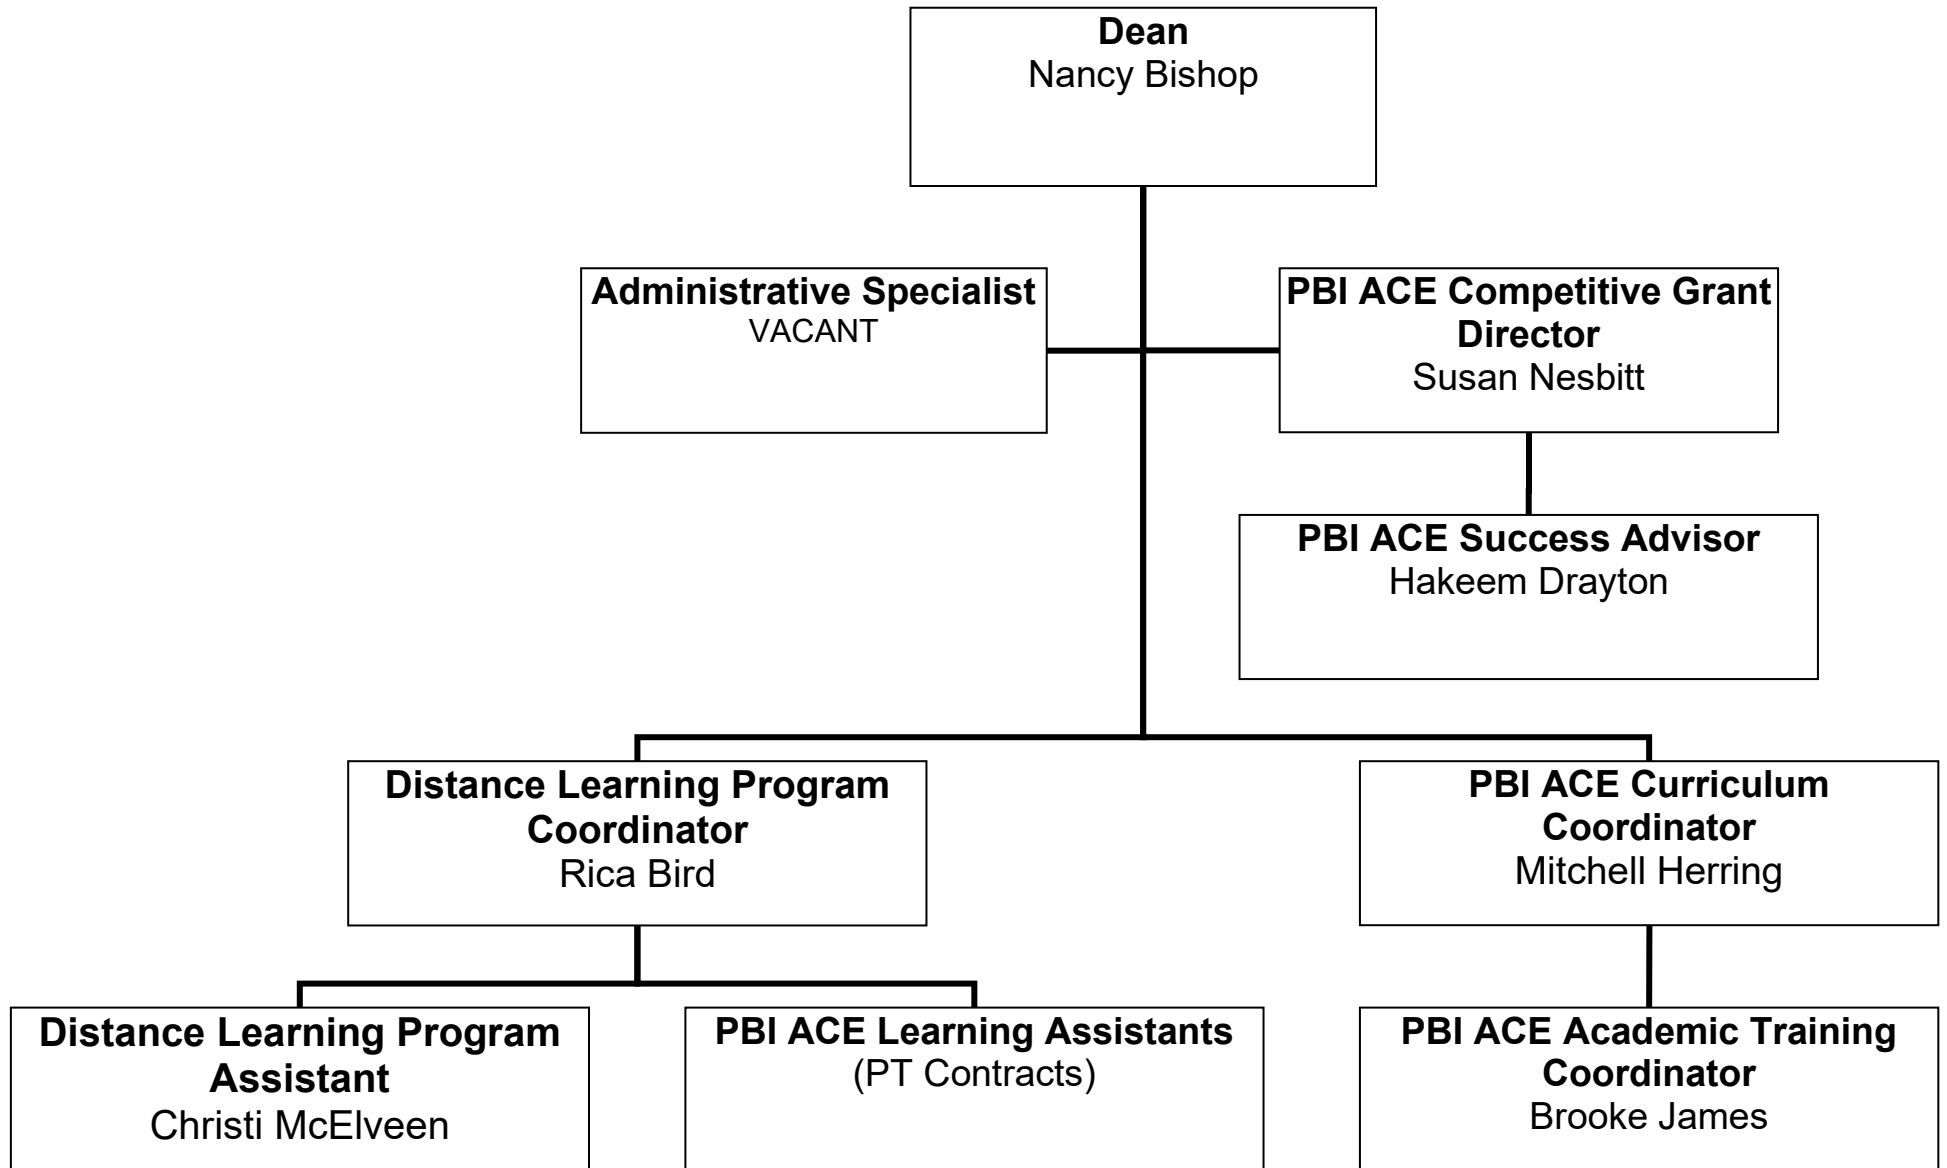 Dean
Nancy Bishop
Administrative Specialist
VACANT
PBI ACE Competitive Grant
Director
Susan Nesbitt
PBI ACE Success Advisor
Hakeem Drayton
Distance Learning Program
Coordinator
Rica Bird
PBI ACE Curriculum
Coordinator
Mitchell Herring
Distance Learning Program
Assistant
Christi McElveen
PBI ACE Learning Assistants
(PT Contracts)
PBI ACE Academic Training
Coordinator
Brooke James